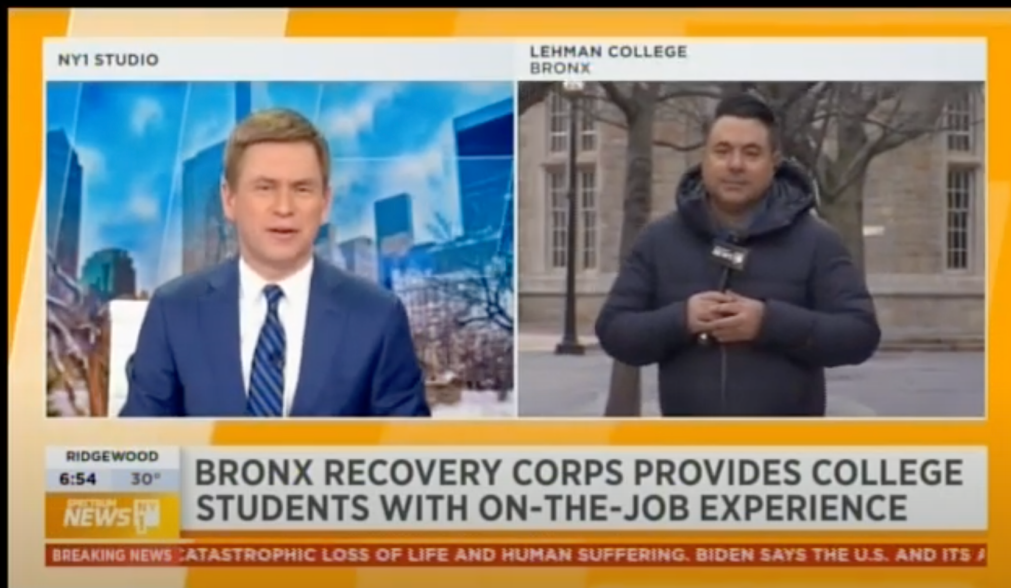 NY1 STUDIO
LEHMAN COLLEGE
BRONX
RIDGEWOOD
6:54 30°
SPECTRUM
NEWS NY1
BRONX RECOVERY CORPS PROVIDES COLLEGE
STUDENTS WITH ON-THE-JOB EXPERIENCE
BREAKING NEWS CATASTROPHIC LOSS OF LIFE AND HUMAN SUFFERING. BIDEN SAYS THE U.S. AND ITS A